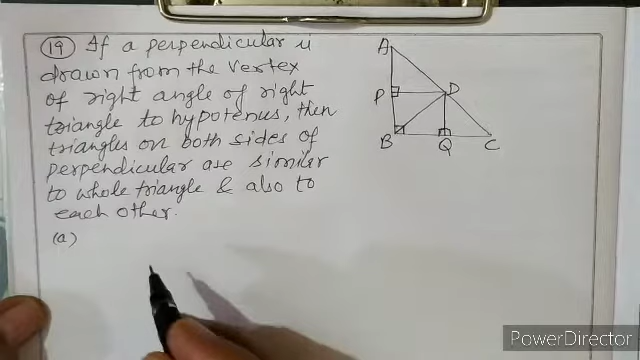 19 If a perpendicular is
drawn from the vertex
of right angle of right
triangle to hypotenus, then
triangles on both sides of
perpendicular are similar
to whole triangle & also to
each other.
(a)
A
P
D
B
Q
C
PowerDirector